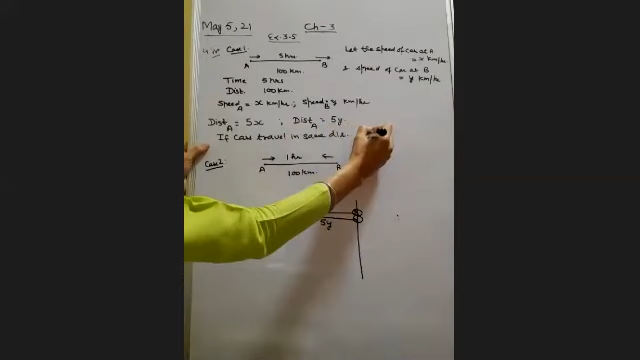 May 5, 21 Ch-3
Ex-3.5
4. iv Case 1 5 hrs
A B
100 km.
Let the speed of car at A = x km/hr
& speed of car at B = y km/hr
Time 5 hrs
Dist. 100 km.
Speed A = x km/hr ; Speed B = y km/hr
Dist A = 5x ; Dist A = 5y.
If Cars travel in same dir.
Case 2: 1 hr
A B
100 km.
5y